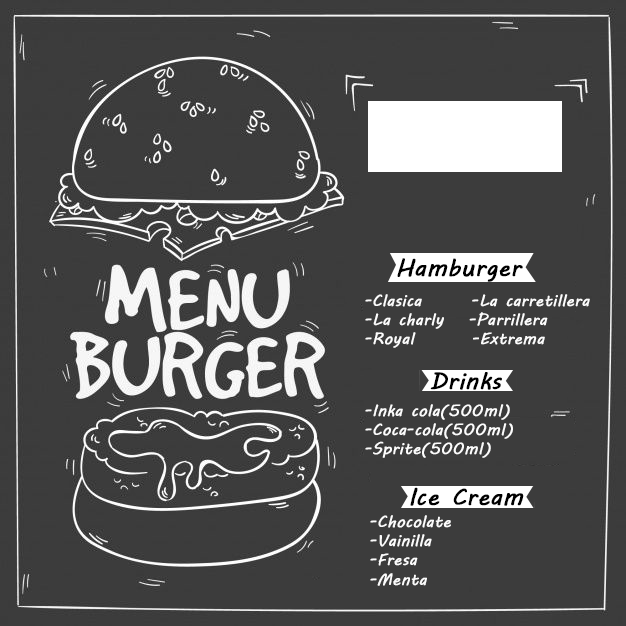 MENU
BURGER
Hamburger
-Clasica -La carretillera
-La charly -Parrillera
-Royal -Extrema
Drinks
-Inka cola(500ml)
-Coca-cola(500ml)
-Sprite(500ml)
Ice Cream
-Chocolate
-Vainilla
-Fresa
-Menta